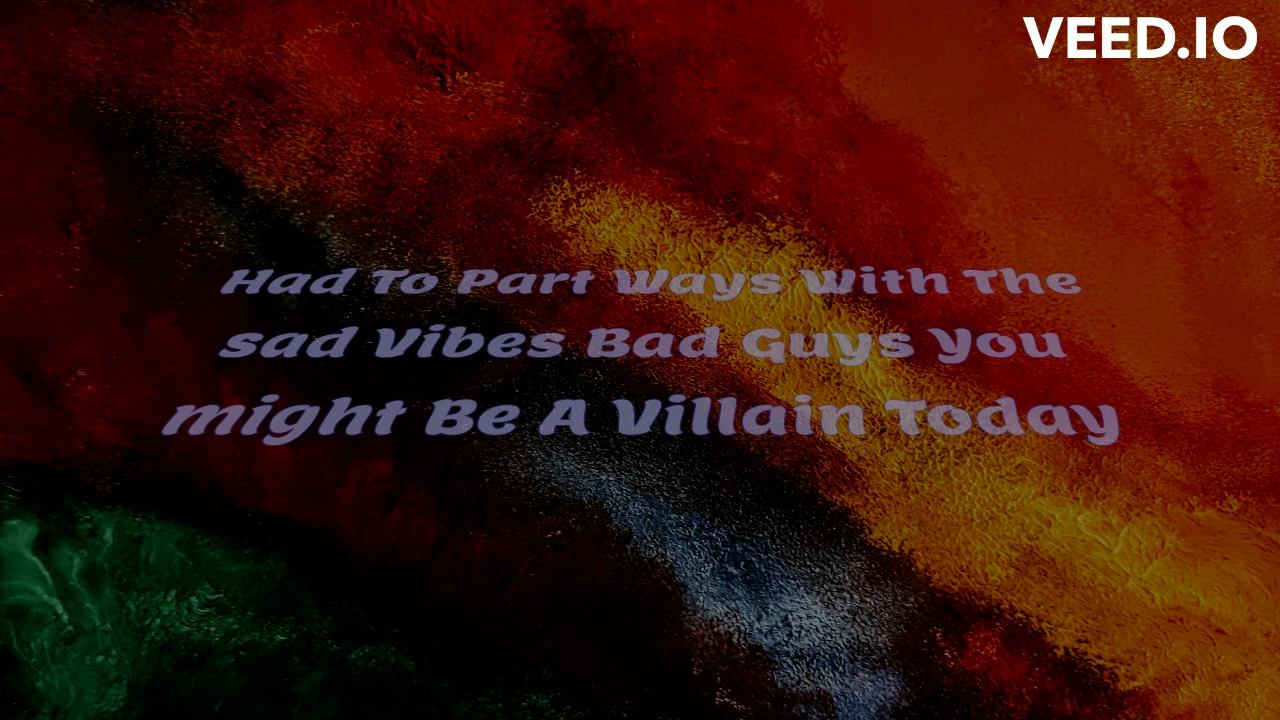 VEED.IO
Had To Part Ways With The
sad Vibes Bad Guys You
might Be A Villain Today